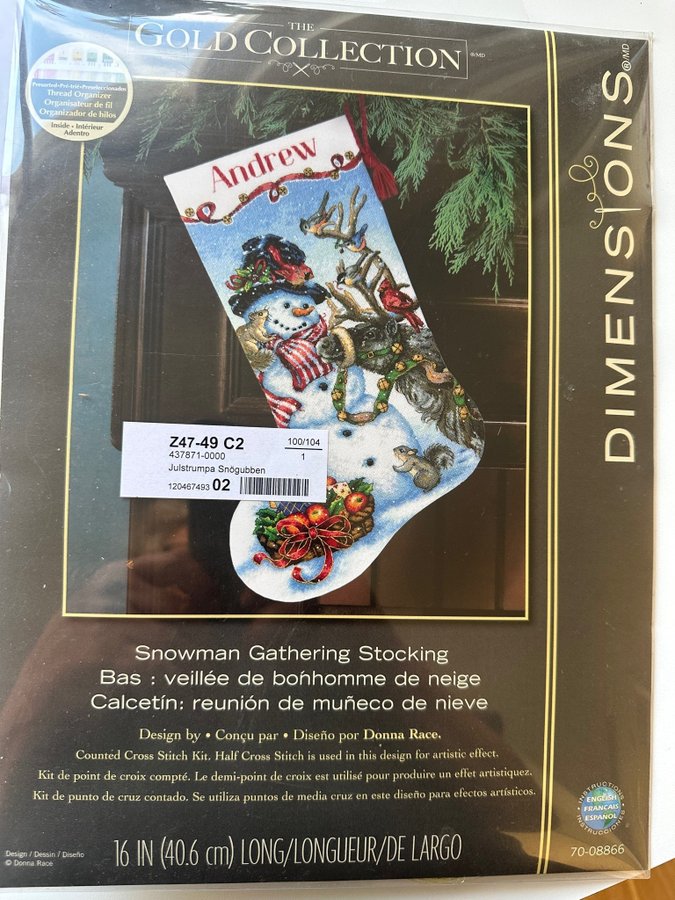 THE
GOLD COLLECTION ®/MD
Presorted•Pré-trié•Preseleccionados
Thread Organizer
Organisateur de fil
Organizador de hilos
Inside • Intérieur
Adentro
DIMENSIONS®/MD
Andrew
Z47-49 C2
100/104
437871-0000
1
Julstrumpa Snögubben
120467493 02
Snowman Gathering Stocking
Bas : veillée de bonhomme de neige
Calcetín: reunión de muñeco de nieve
Design by • Conçu par • Diseño por Donna Race.
Counted Cross Stitch Kit. Half Cross Stitch is used in this design for artistic effect.
Kit de point de croix compté. Le demi-point de croix est utilisé pour produire un effet artistiquez.
Kit de punto de cruz contado. Se utiliza puntos de media cruz en este diseño para efectos artísticos.
INSTRUCTIONS
ENGLISH
FRANÇAIS
ESPAÑOL
INSTRUCCIONES
16 IN (40.6 cm) LONG/LONGUEUR/DE LARGO
Design / Dessin / Diseño
© Donna Race
70-08866